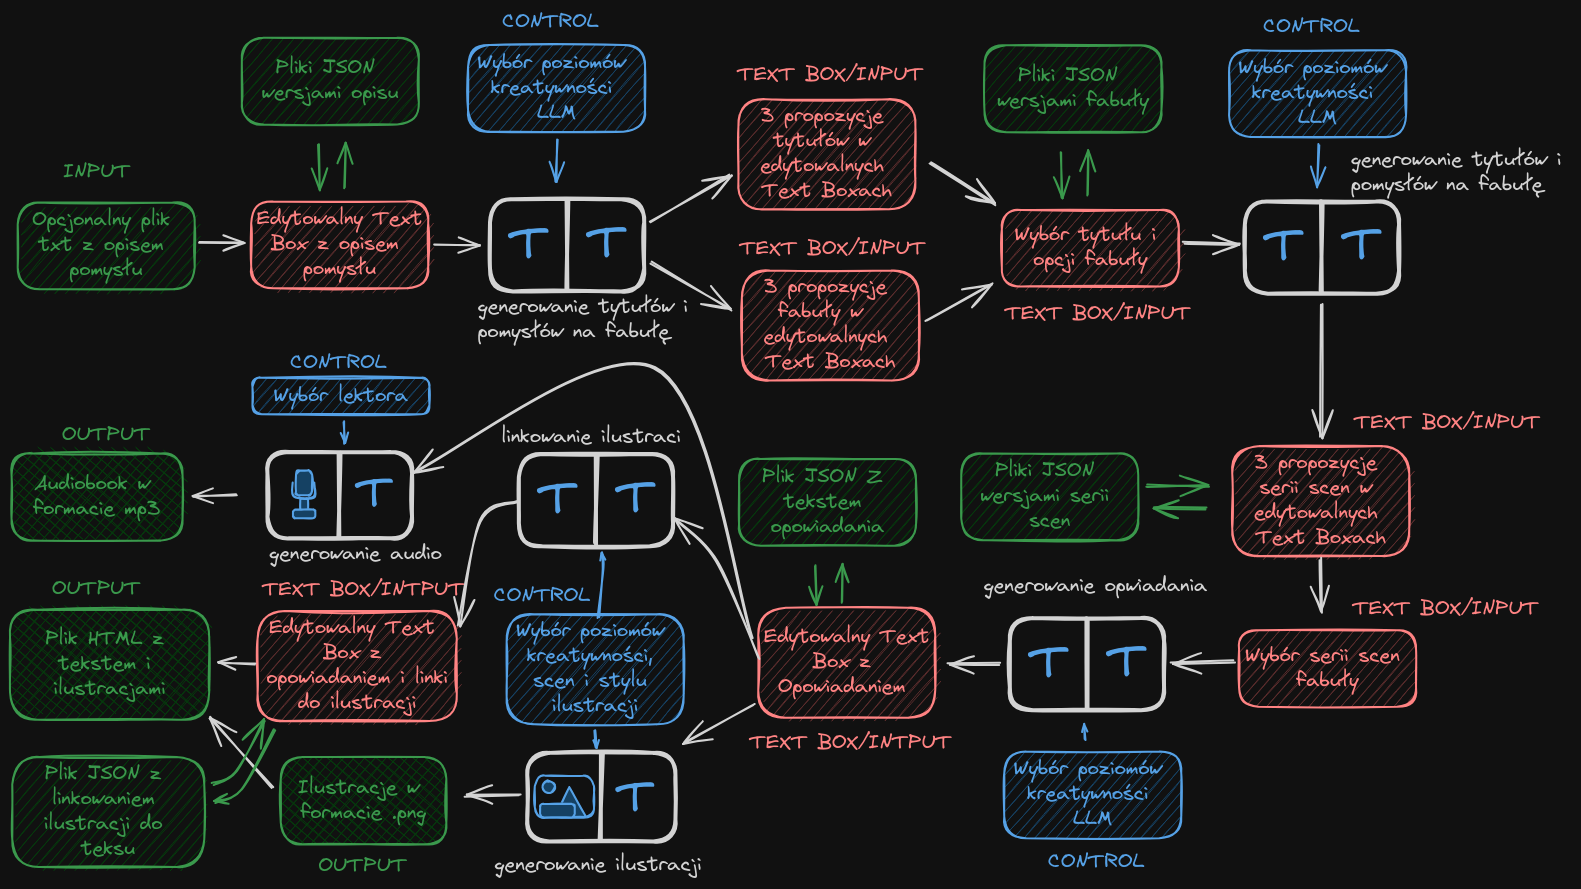 CONTROL
Wybór poziomów
kreatywności
LLM
Pliki JSON
wersjami opisu
INPUT
Opcjonalny plik
txt z opisem
pomysłu
Edytowalny Text
Box z opisem
pomysłu
T T
generowanie tytułów i
pomysłów na fabułę
TEXT BOX/INPUT
3 propozycje
tytułów w
edytowalnych
Text Boxach
TEXT BOX/INPUT
3 propozycje
fabuły w
edytowalnych
Text Boxach
Pliki JSON
wersjami fabuły
Wybór tytułu i
opcji fabuły
TEXT BOX/INPUT
CONTROL
Wybór poziomów
kreatywności
LLM
generowanie tytułów i
pomysłów na fabułę
T T
TEXT BOX/INPUT
3 propozycje
serii scen w
edytowalnych
Text Boxach
Pliki JSON
wersjami serii
scen
TEXT BOX/INPUT
Wybór serii scen
fabuły
generowanie opwiadania
T T
Wybór poziomów
kreatywności
LLM
CONTROL
Plik JSON Z
tekstem
opowiadania
Edytowalny Text
Box z
Opowiadaniem
TEXT BOX/INTPUT
CONTROL
Wybór lektora
T
generowanie audio
OUTPUT
Audiobook w
formacie mp3
linkowanie ilustraci
T T
CONTROL
Wybór poziomów
kreatywności,
scen i stylu
ilustracji
T
generowanie ilustracji
TEXT BOX/INTPUT
Edytowalny Text
Box z
opowiadaniem i linki
do ilustracji
OUTPUT
Plik HTML z
tekstem i
ilustracjami
Plik JSON z
linkowaniem
ilustracji do
teksu
Ilustracje w
formacie .png
OUTPUT